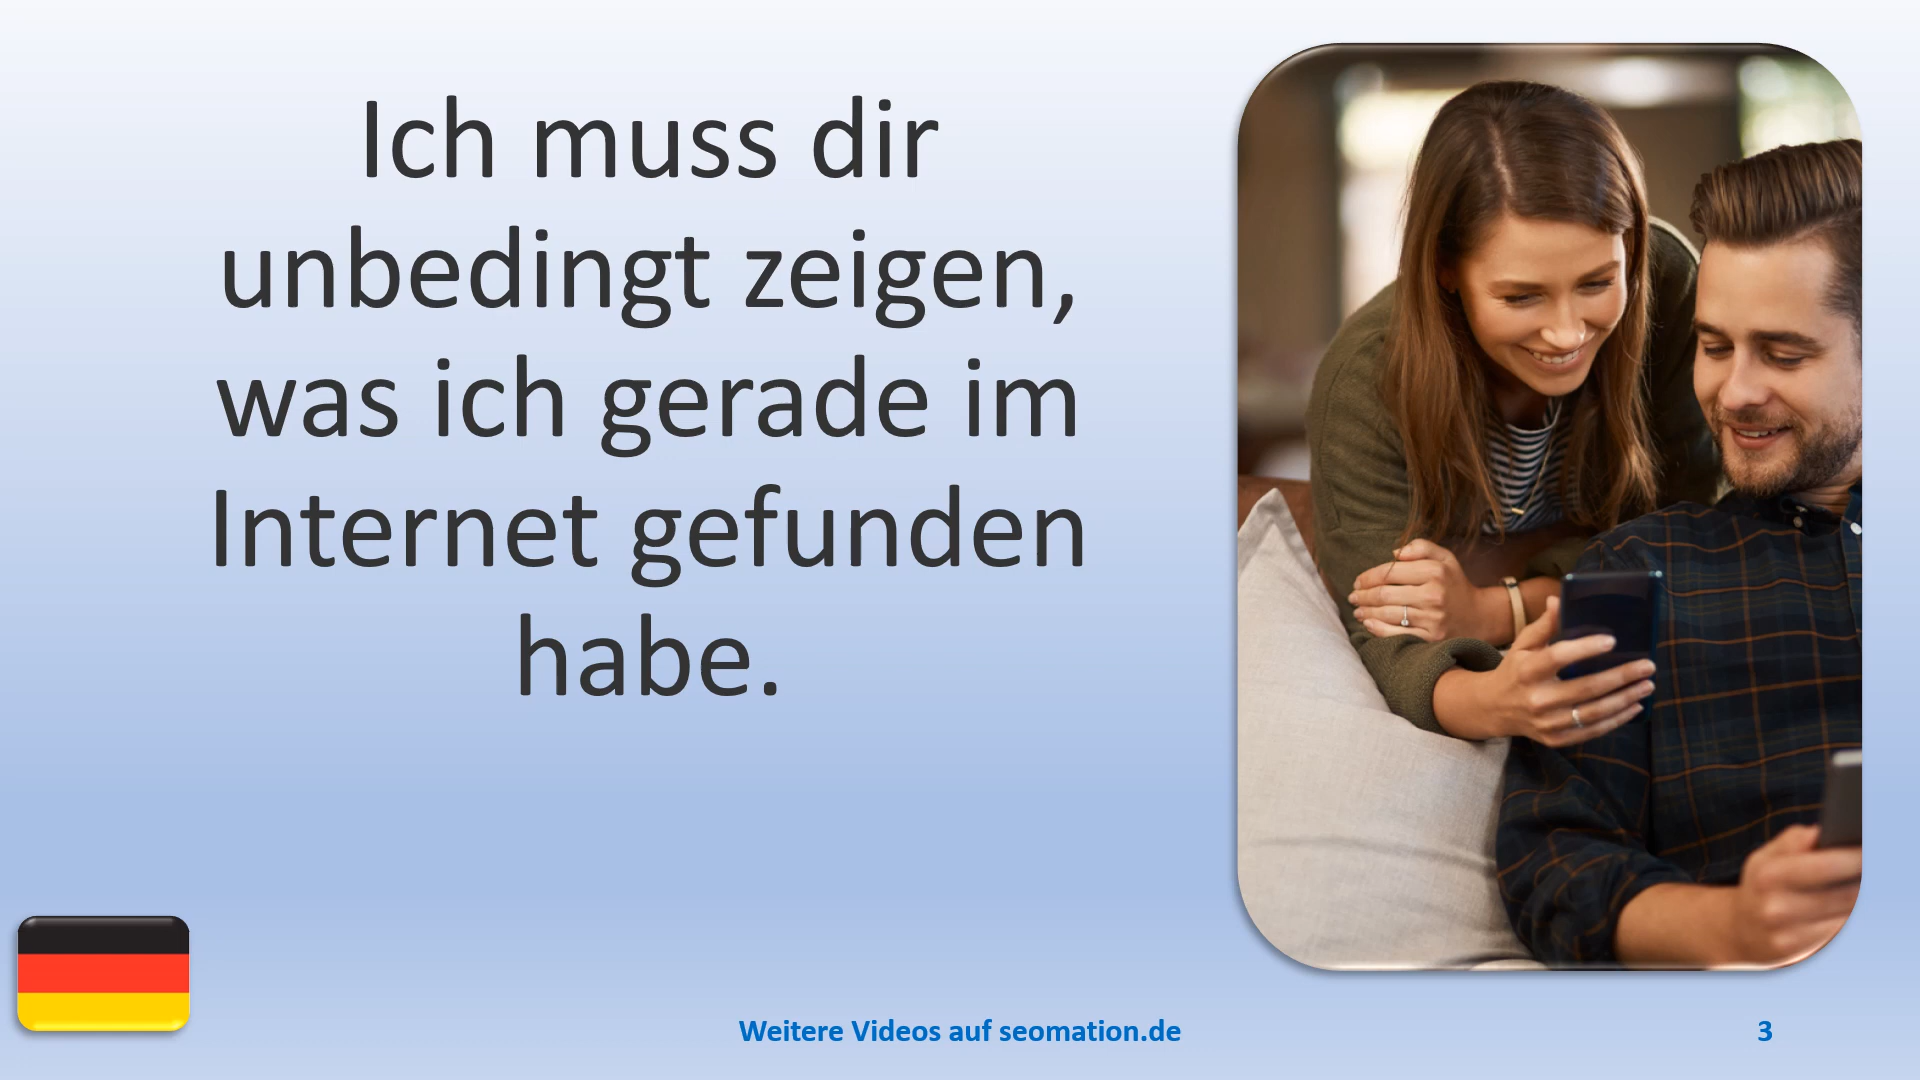 Ich muss dir
unbedingt zeigen,
was ich gerade im
Internet gefunden
habe.
Weitere Videos auf seomation.de
3